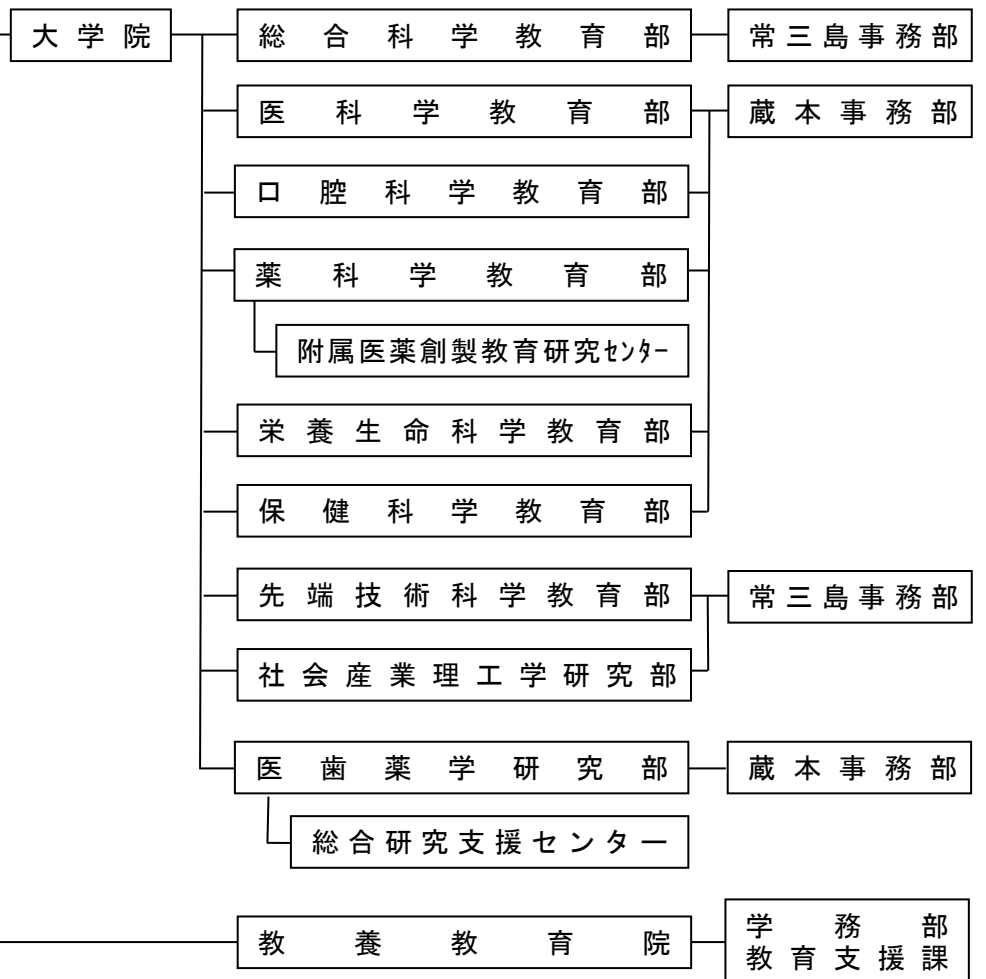 大学院
総合科学教育部
常三島事務部
医科学教育部
蔵本事務部
口腔科学教育部
薬科学教育部
附属医薬創製教育研究ｾﾝﾀｰ
栄養生命科学教育部
保健科学教育部
先端技術科学教育部
常三島事務部
社会産業理工学研究部
医歯薬学研究部
蔵本事務部
総合研究支援センター
教養教育院
学務部
教育支援課